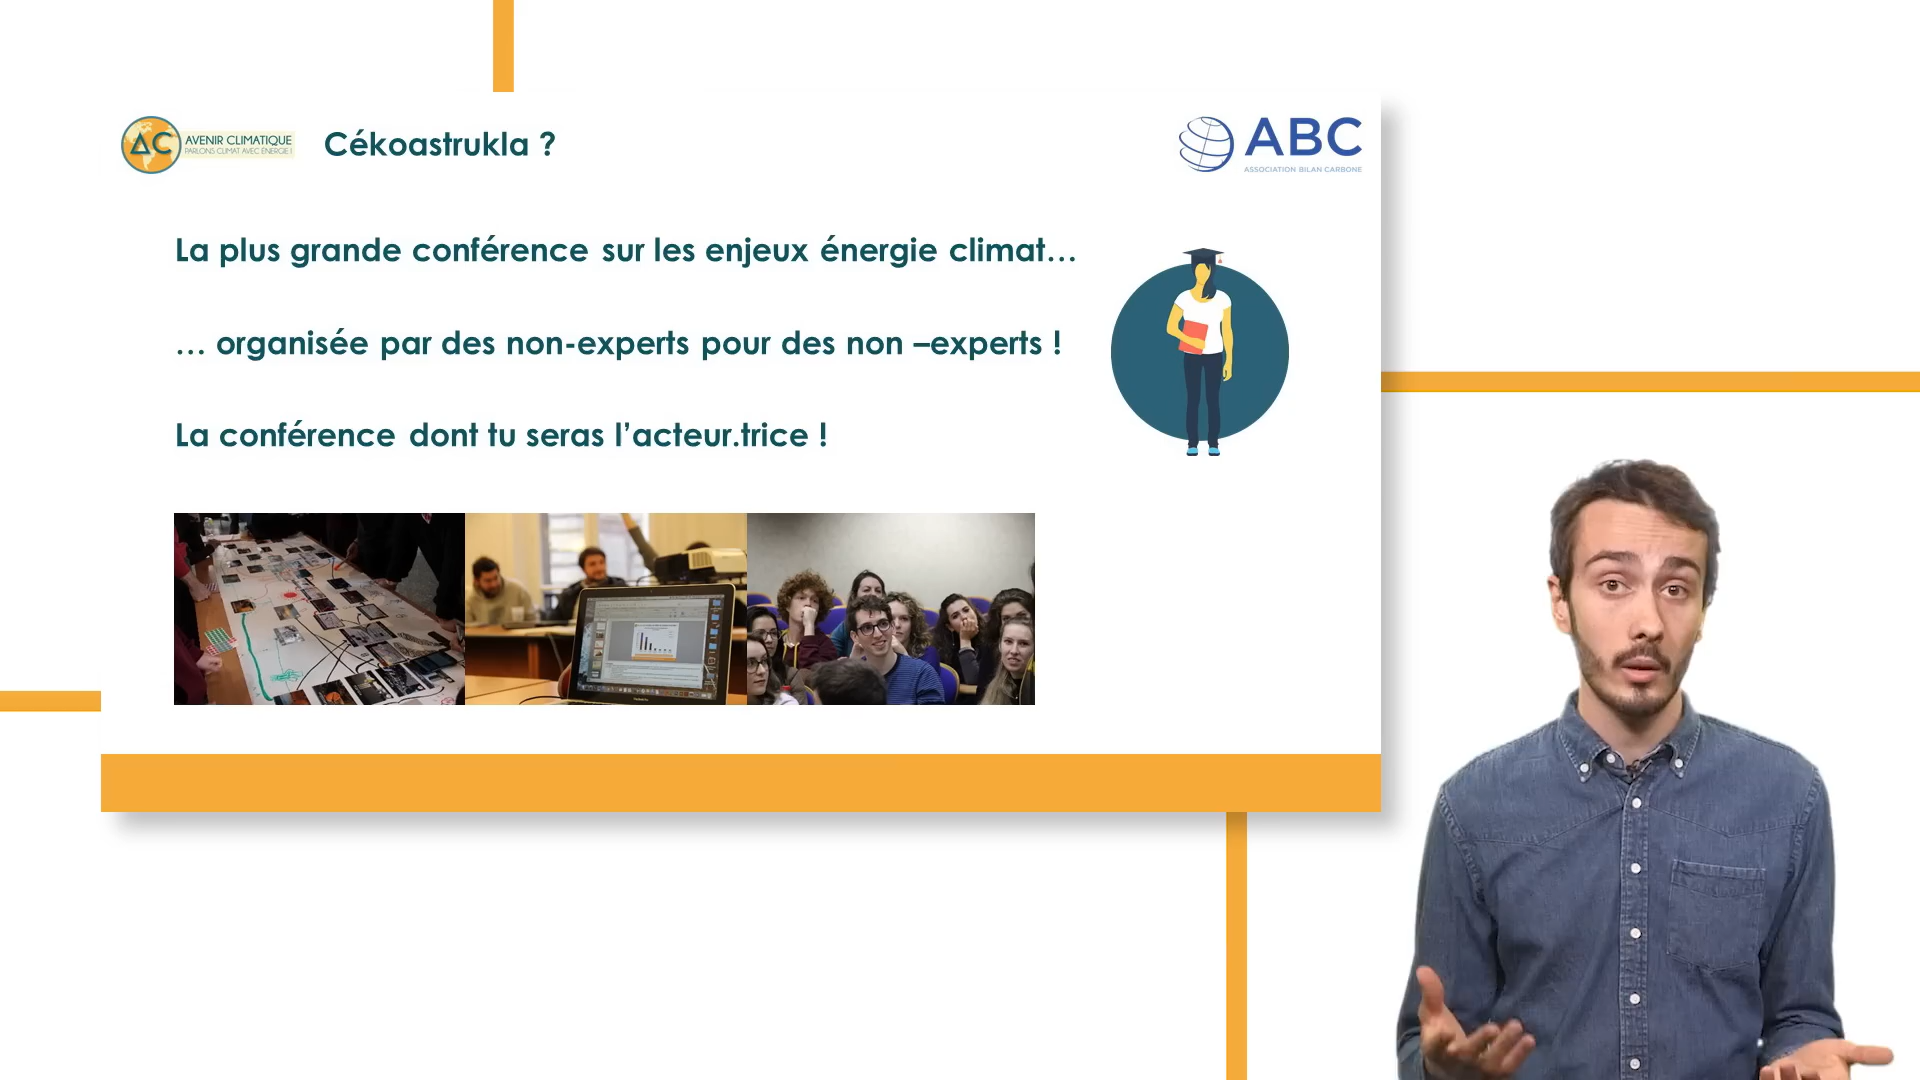 AVENIR CLIMATIQUE
PARLONS CLIMAT AVEC ÉNERGIE !
Cékoastrukla ?
ABC
ASSOCIATION BILAN CARBONE
La plus grande conférence sur les enjeux énergie climat…
… organisée par des non-experts pour des non –experts !
La conférence dont tu seras l’acteur.trice !